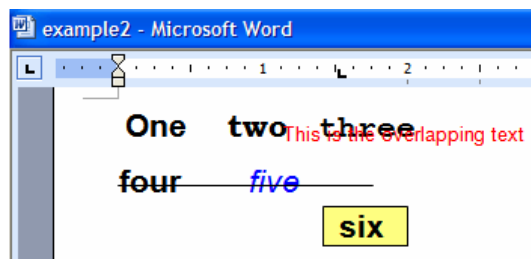 example2 - Microsoft Word
L 1 2
One two three
This is the overlapping text
four five
six